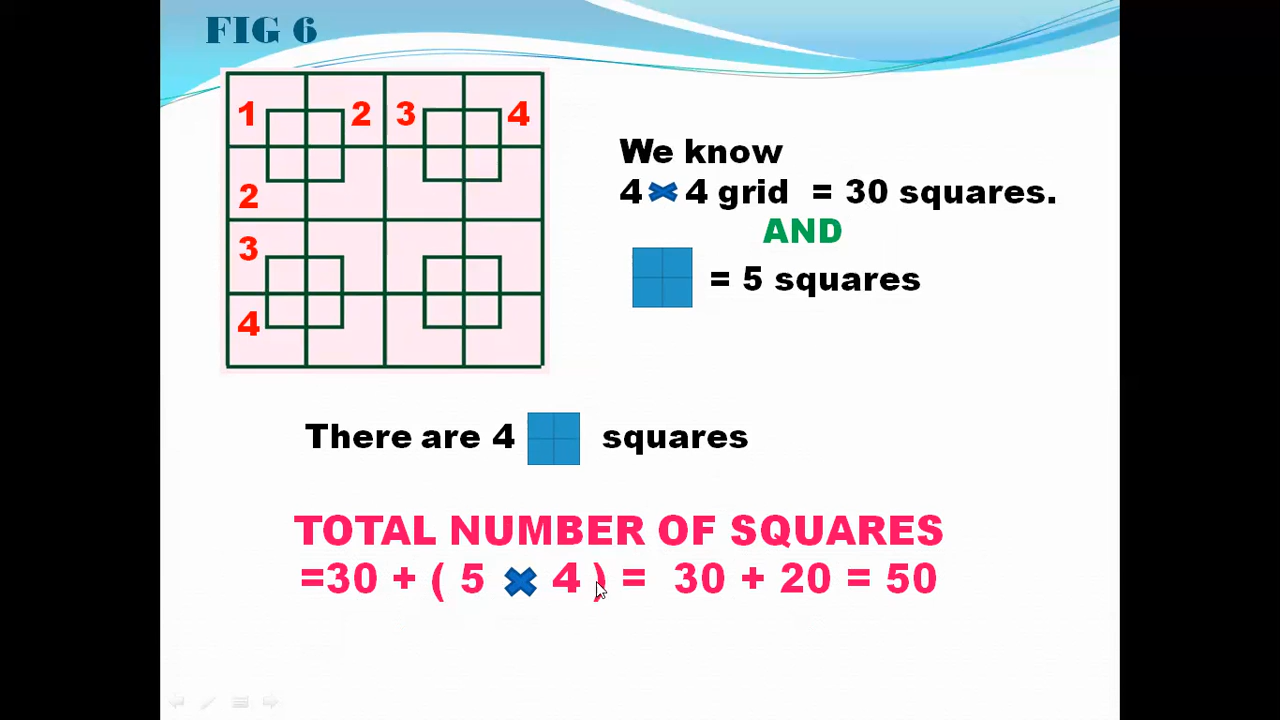 FIG 6
1 2 3 4
2
3
4
We know
4 × 4 grid = 30 squares.
AND
= 5 squares
There are 4 squares
TOTAL NUMBER OF SQUARES
=30 + ( 5 × 4 ) = 30 + 20 = 50